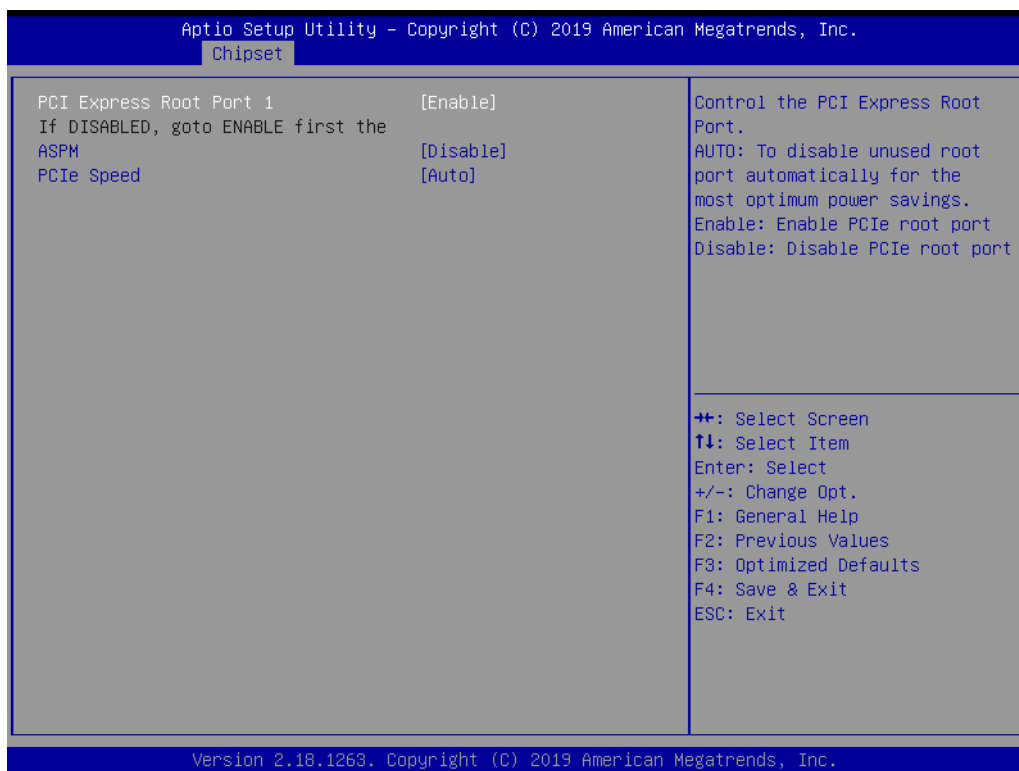 Aptio Setup Utility – Copyright (C) 2019 American Megatrends, Inc.
Chipset
PCI Express Root Port 1 [Enable]
If DISABLED, goto ENABLE first the
ASPM [Disable]
PCIe Speed [Auto]
Control the PCI Express Root
Port.
AUTO: To disable unused root
port automatically for the
most optimum power savings.
Enable: Enable PCIe root port
Disable: Disable PCIe root port
→←: Select Screen
↑↓: Select Item
Enter: Select
+/-: Change Opt.
F1: General Help
F2: Previous Values
F3: Optimized Defaults
F4: Save & Exit
ESC: Exit
Version 2.18.1263. Copyright (C) 2019 American Megatrends, Inc.